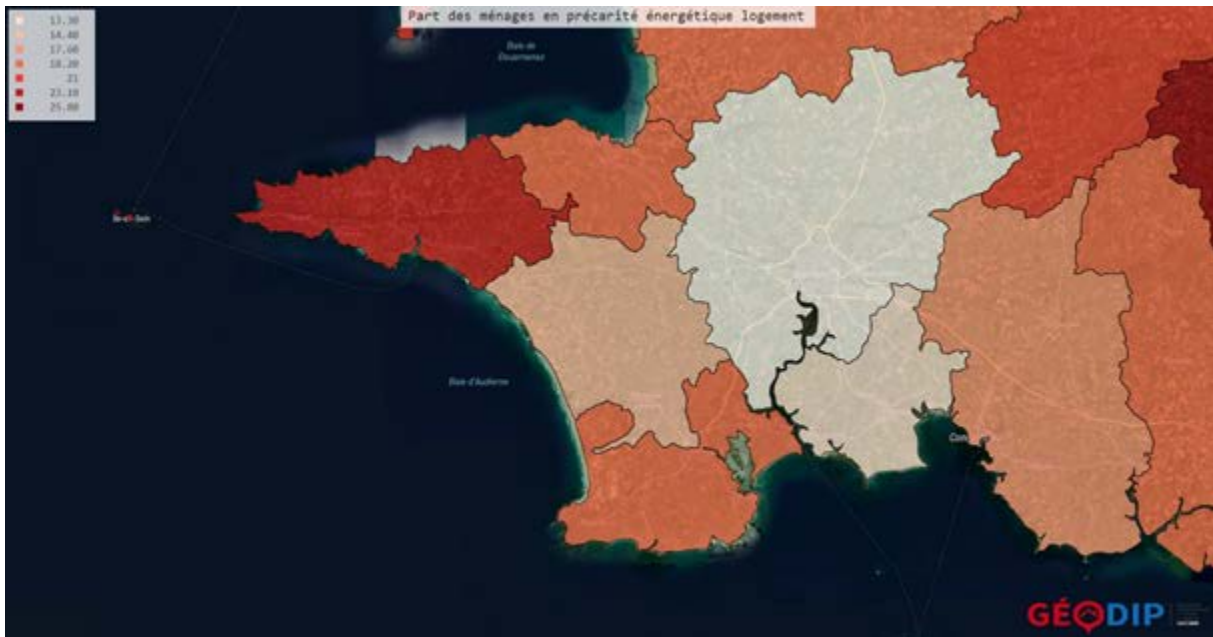 Part des ménages en précarité énergétique logement
13.30
14.40
17.60
18.20
21
23.10
25.80
Baie de
Douarnenez
Baie d'Audierne
GÉODIP